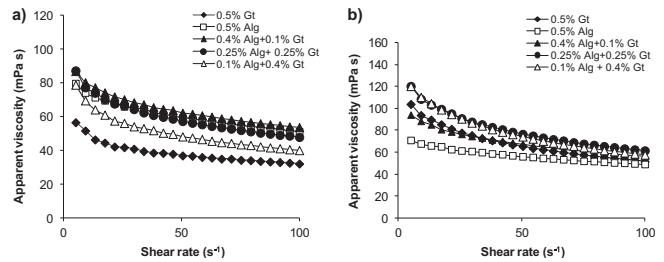 a)
Apparent viscosity (mPa s)
120
100
80
60
40
20
0
0
50
100
Shear rate (s-1)
0.5% Gt
0.5% Alg
0.4% Alg+0.1% Gt
0.25% Alg+ 0.25% Gt
0.1% Alg+0.4% Gt
b)
Apparent viscosity (mPa s)
160
140
120
100
80
60
40
20
0
0
50
100
Shear rate (s-1)
0.5% Gt
0.5% Alg
0.4% Alg+0.1% Gt
0.25% Alg+0.25% Gt
0.1% Alg + 0.4% Gt